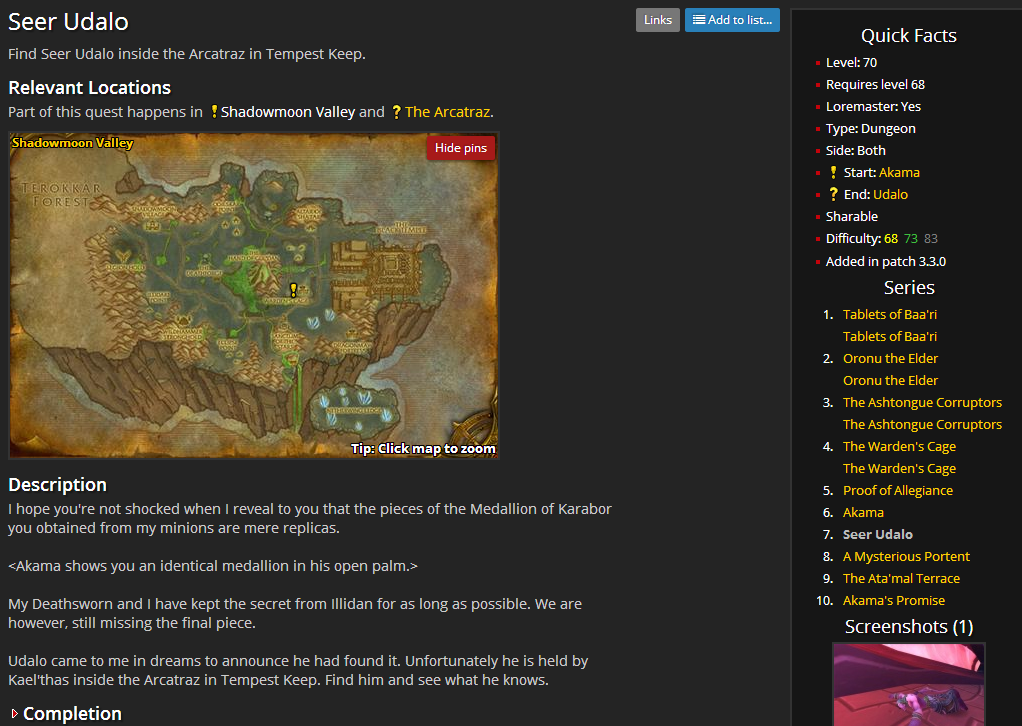 Seer Udalo
Links
Add to list...
Find Seer Udalo inside the Arcatraz in Tempest Keep.
Relevant Locations
Part of this quest happens in ! Shadowmoon Valley and ? The Arcatraz.
Shadowmoon Valley
Hide pins
TEROKKAR
FOREST
THE
BLACK TEMPLE
THE
HAND OF GUL'DAN
WARDEN'S CAGE
Tip: Click map to zoom
Description
I hope you're not shocked when I reveal to you that the pieces of the Medallion of Karabor
you obtained from my minions are mere replicas.
<Akama shows you an identical medallion in his open palm.>
My Deathsworn and I have kept the secret from Illidan for as long as possible. We are
however, still missing the final piece.
Udalo came to me in dreams to announce he had found it. Unfortunately he is held by
Kael'thas inside the Arcatraz in Tempest Keep. Find him and see what he knows.
Completion
Quick Facts
Level: 70
Requires level 68
Loremaster: Yes
Type: Dungeon
Side: Both
! Start: Akama
? End: Udalo
Sharable
Difficulty: 68 73 83
Added in patch 3.3.0
Series
1. Tablets of Baa'ri
Tablets of Baa'ri
2. Oronu the Elder
Oronu the Elder
3. The Ashtongue Corruptors
The Ashtongue Corruptors
4. The Warden's Cage
The Warden's Cage
5. Proof of Allegiance
6. Akama
7. Seer Udalo
8. A Mysterious Portent
9. The Ata'mal Terrace
10. Akama's Promise
Screenshots (1)